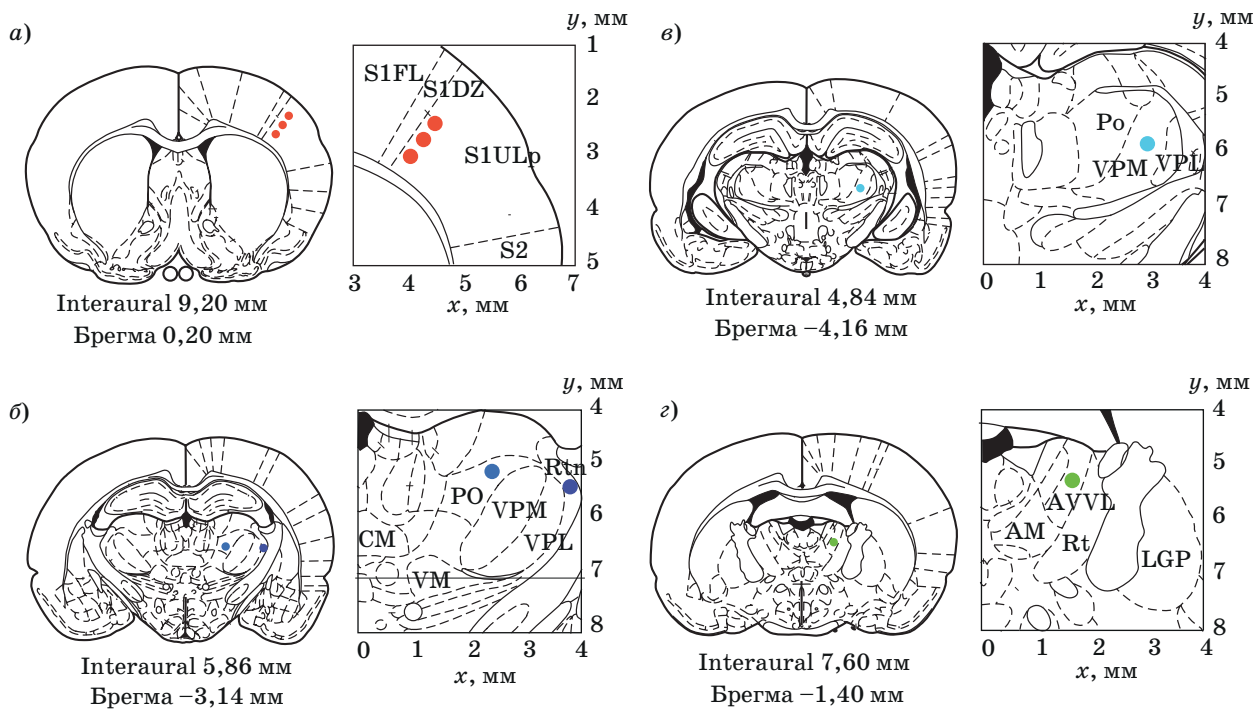 а)
y, мм
S1FL
S1DZ
S1ULp
S2
1
2
3
4
5
3 4 5 6 7
x, мм
Interaural 9,20 мм
Брегма 0,20 мм
в)
y, мм
Po
VPM
VPL
4
5
6
7
8
0 1 2 3 4
x, мм
Interaural 4,84 мм
Брегма –4,16 мм
б)
y, мм
Rtn
PO
VPM
CM
VPL
VM
4
5
6
7
8
0 1 2 3 4
x, мм
Interaural 5,86 мм
Брегма –3,14 мм
г)
y, мм
AVVL
AM
Rt
LGP
4
5
6
7
8
0 1 2 3 4
x, мм
Interaural 7,60 мм
Брегма –1,40 мм